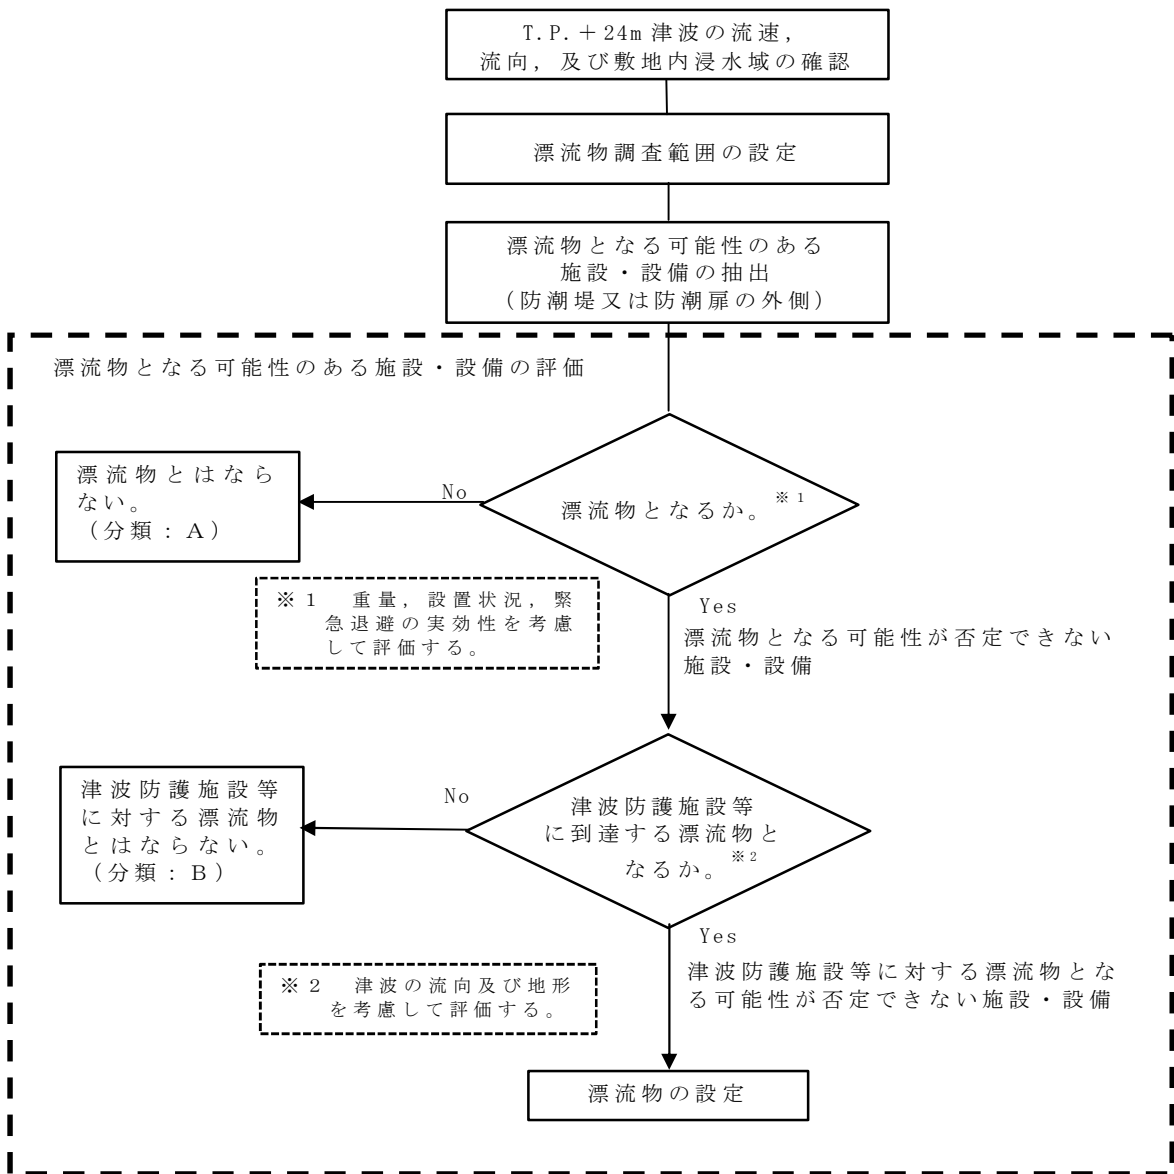 T.P.＋24m 津波の流速，
流向，及び敷地内浸水域の確認
漂流物調査範囲の設定
漂流物となる可能性のある
施設・設備の抽出
（防潮堤又は防潮扉の外側）
漂流物となる可能性のある施設・設備の評価
漂流物とはなら
ない。
（分類：Ａ）
No
漂流物となるか。※1
※１　重量，設置状況，緊
急退避の実効性を考慮
して評価する。
Yes
漂流物となる可能性が否定できない
施設・設備
津波防護施設等
に対する漂流物
とはならない。
（分類：Ｂ）
No
津波防護施設等
に到達する漂流物と
なるか。※2
※２　津波の流向及び地形
を考慮して評価する。
Yes
津波防護施設等に対する漂流物とな
る可能性が否定できない施設・設備
漂流物の設定